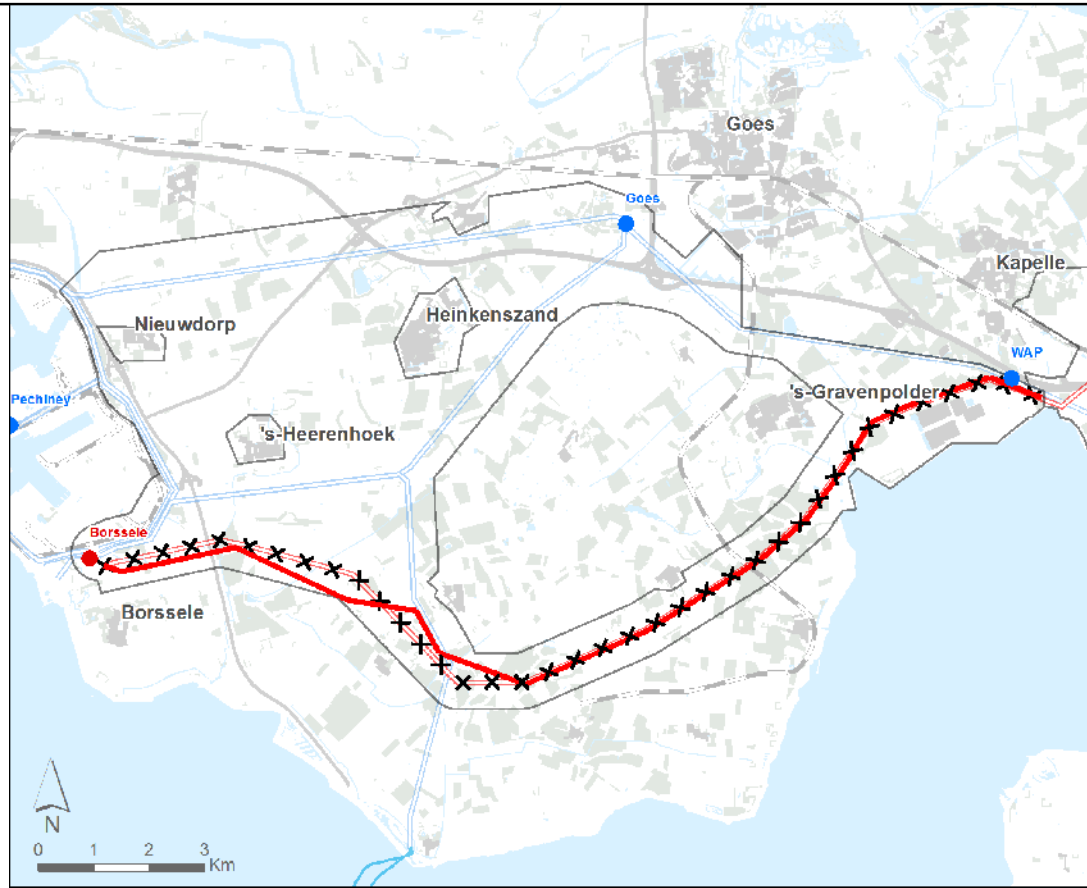 Goes
Goes
Kapelle
Heinkenszand
Nieuwdorp
WAP
Pechiney
's-Gravenpolder
's-Heerenhoek
Borssele
Borssele
N
0 1 2 3
Km